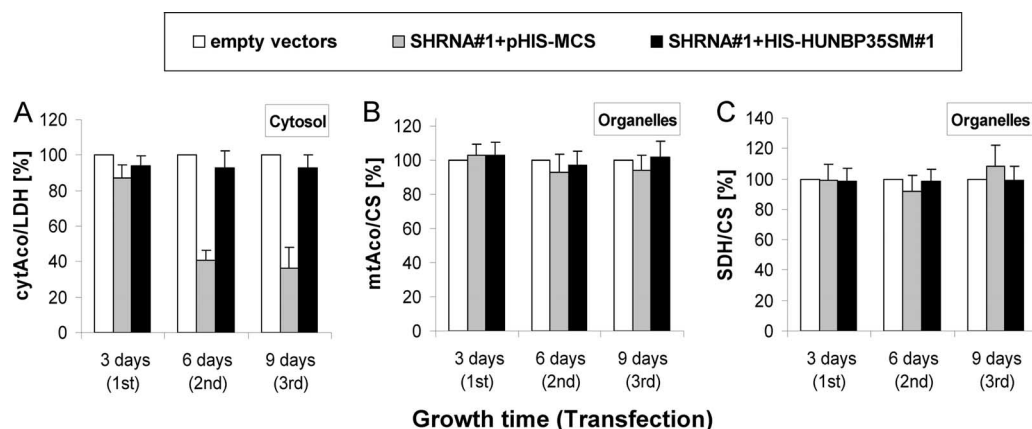 empty vectors SHRNA#1+pHIS-MCS SHRNA#1+HIS-HUNBP35SM#1
A
Cytosol
cytAco/LDH [%]
120
100
80
60
40
20
0
3 days 6 days 9 days
(1st) (2nd) (3rd)
B
Organelles
mtAco/CS [%]
120
100
80
60
40
20
0
3 days 6 days 9 days
(1st) (2nd) (3rd)
C
Organelles
SDH/CS [%]
140
120
100
80
60
40
20
0
3 days 6 days 9 days
(1st) (2nd) (3rd)
Growth time (Transfection)